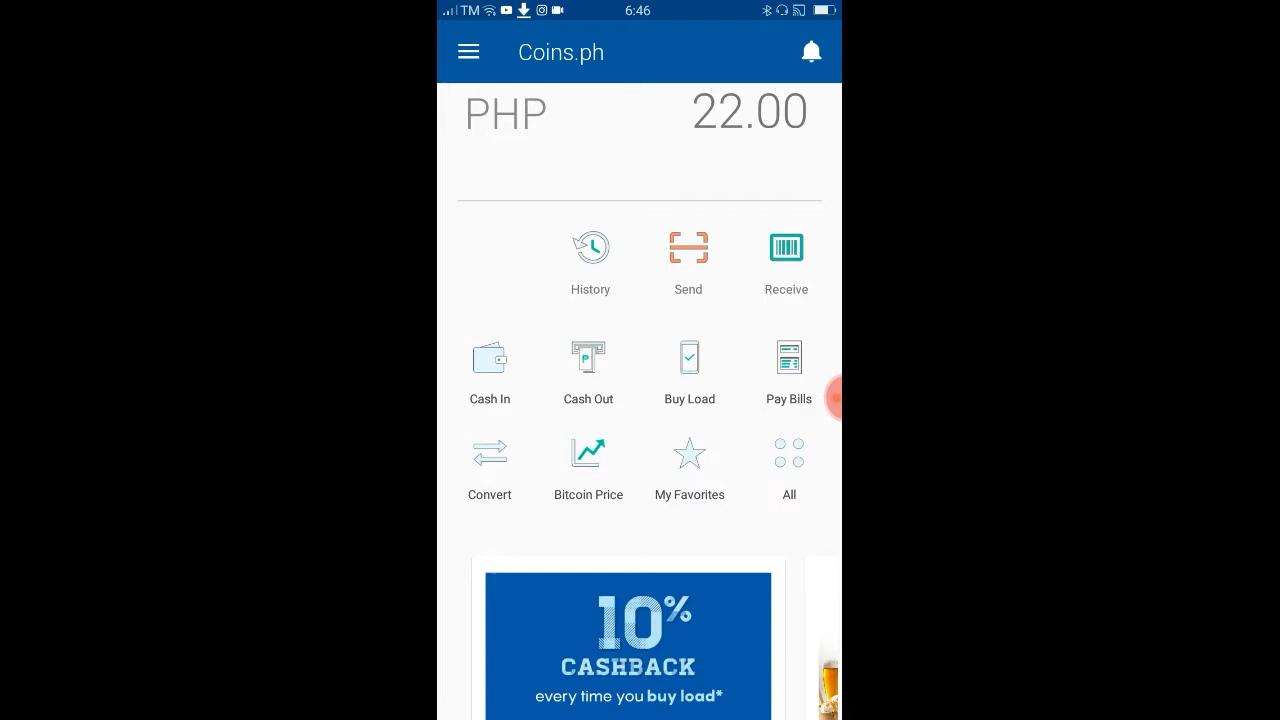 TM 6:46
Coins.ph
PHP 22.00
History Send Receive
P
Cash In Cash Out Buy Load Pay Bills
Convert Bitcoin Price My Favorites All
10%
CASHBACK
every time you buy load*